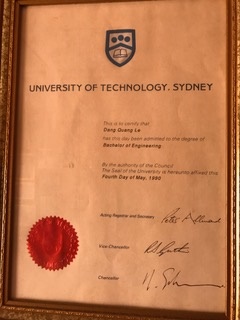 UNIVERSITY OF TECHNOLOGY, SYDNEY
This is to certify that
Dang Quang Le
has this day been admitted to the degree of
Bachelor of Engineering.
By the authority of the Council
The Seal of the University is hereunto affixed this
Fourth Day of May, 1990
Acting Registrar and Secretary
Vice Chancellor
Chancellor